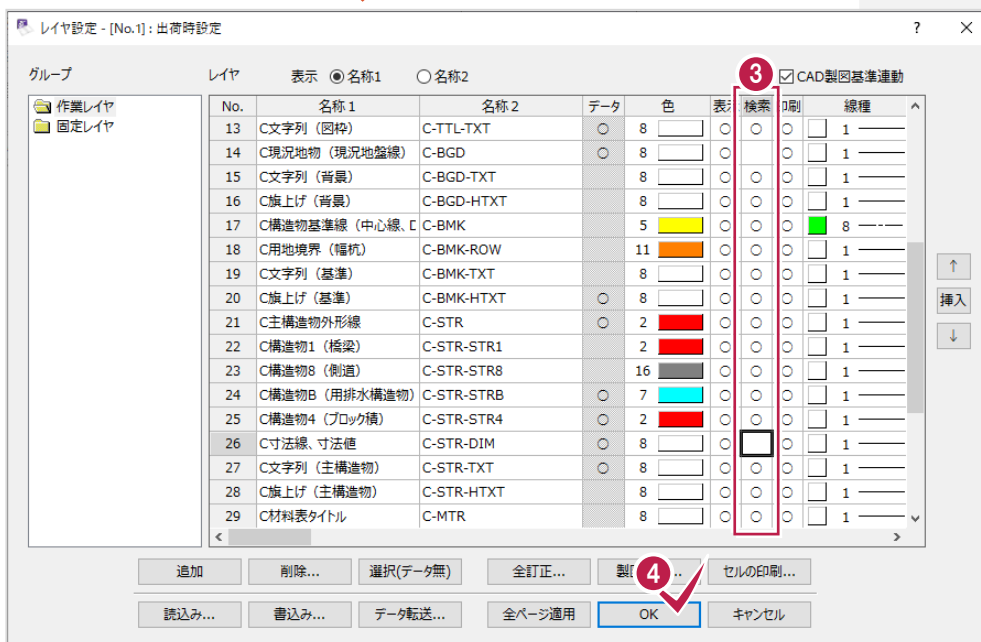 レイヤ設定 - [No.1] : 出荷時設定 ? ×
グループ レイヤ 表示 名称1 名称2 3 CAD製図基準連動
作業レイヤ
固定レイヤ
No. 名称 1 名称 2 データ 色 表示 検索 印刷 線種
13 C文字列（図枠） C-TTL-TXT ○ 8 ○ ○ ○ 1
14 C現況地物（現況地盤線） C-BGD ○ 8 ○ ○ 1
15 C文字列（背景） C-BGD-TXT 8 ○ ○ ○ 1
16 C旗上げ（背景） C-BGD-HTXT 8 ○ ○ ○ 1
17 C構造物基準線（中心線、 C-BMK 5 ○ ○ ○ 8
18 C用地境界（幅杭） C-BMK-ROW 11 ○ ○ ○ 1
19 C文字列（基準） C-BMK-TXT 8 ○ ○ ○ 1
20 C旗上げ（基準） C-BMK-HTXT ○ 8 ○ ○ ○ 1
21 C主構造物外形線 C-STR ○ 2 ○ ○ ○ 1
22 C構造物1（橋梁） C-STR-STR1 2 ○ ○ ○ 1
23 C構造物8（側道） C-STR-STR8 16 ○ ○ ○ 1
24 C構造物B（用排水構造物） C-STR-STRB ○ 7 ○ ○ ○ 1
25 C構造物4（ブロック積） C-STR-STR4 ○ 2 ○ ○ ○ 1
26 C寸法線、寸法値 C-STR-DIM ○ 8 ○ ○ 1
27 C文字列（主構造物） C-STR-TXT ○ 8 ○ ○ ○ 1
28 C旗上げ（主構造物） C-STR-HTXT 8 ○ ○ ○ 1
29 C材料表タイトル C-MTR 8 ○ ○ ○ 1
↑
挿入
↓
追加 削除... 選択(データ無) 全訂正... 製 セルの印刷...
4
読込み... 書込み... データ転送... 全ページ適用 OK キャンセル